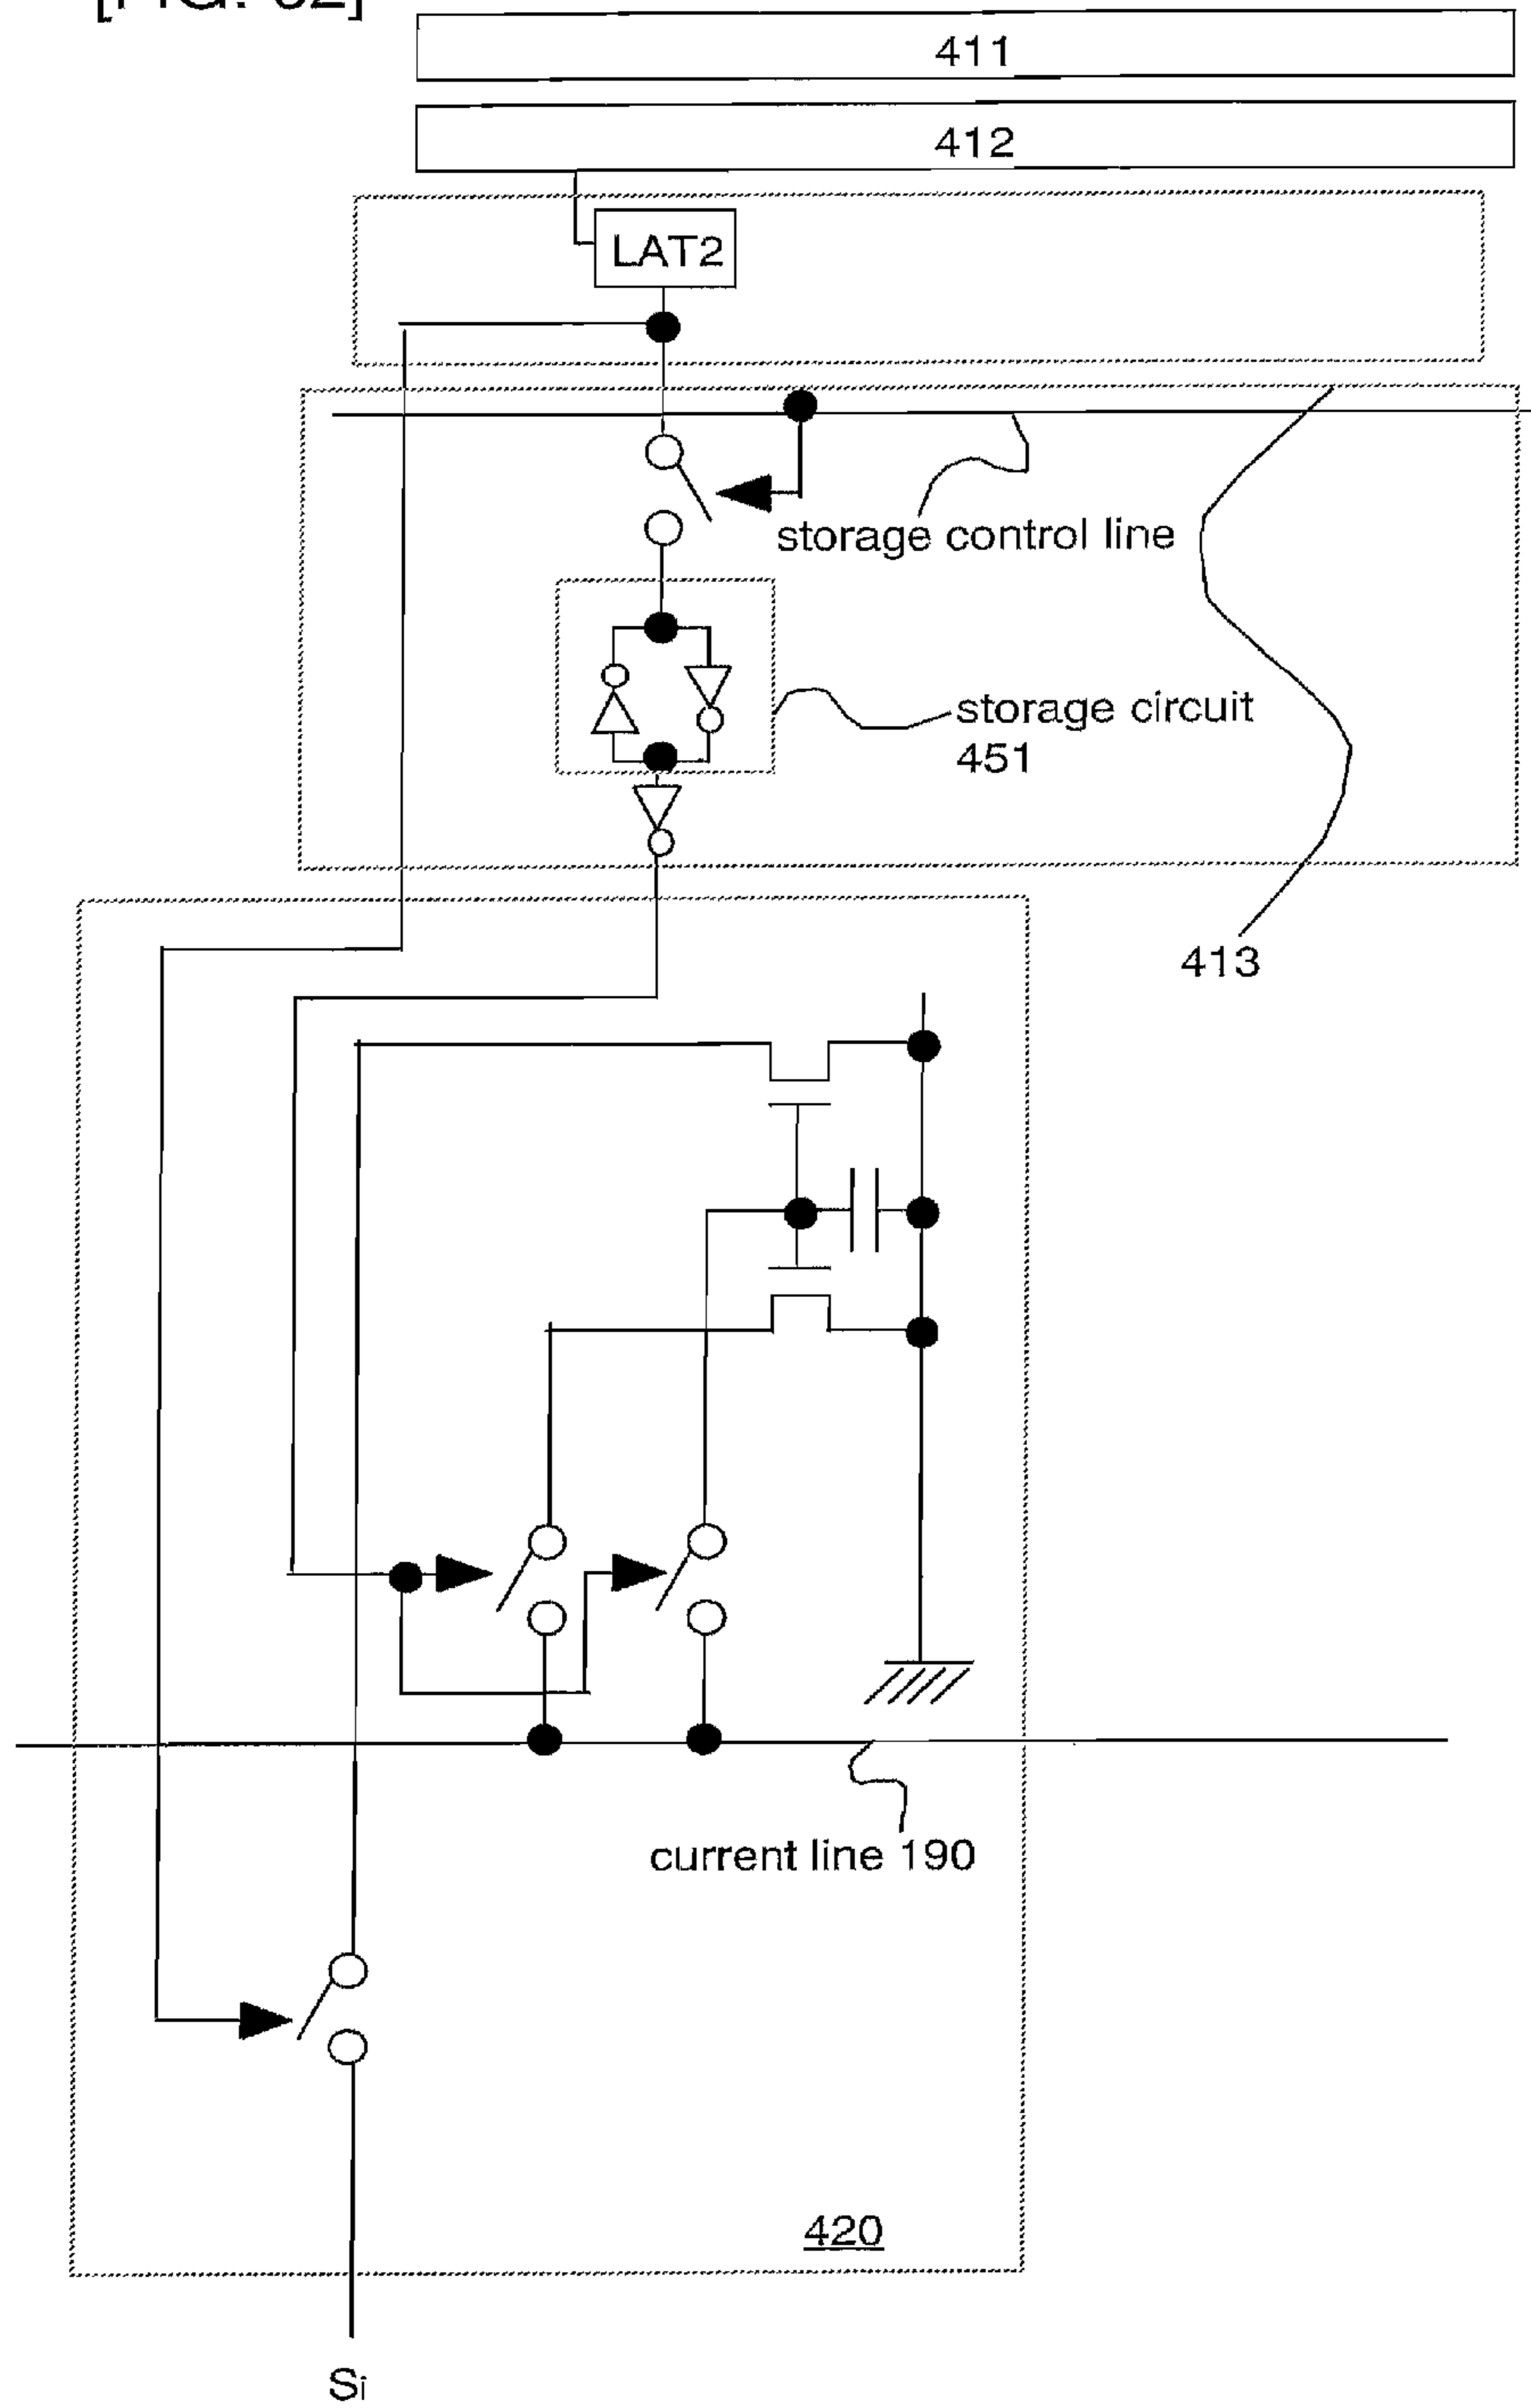 411
412
LAT2
storage control line
storage circuit
451
413
current line 190
420
Si